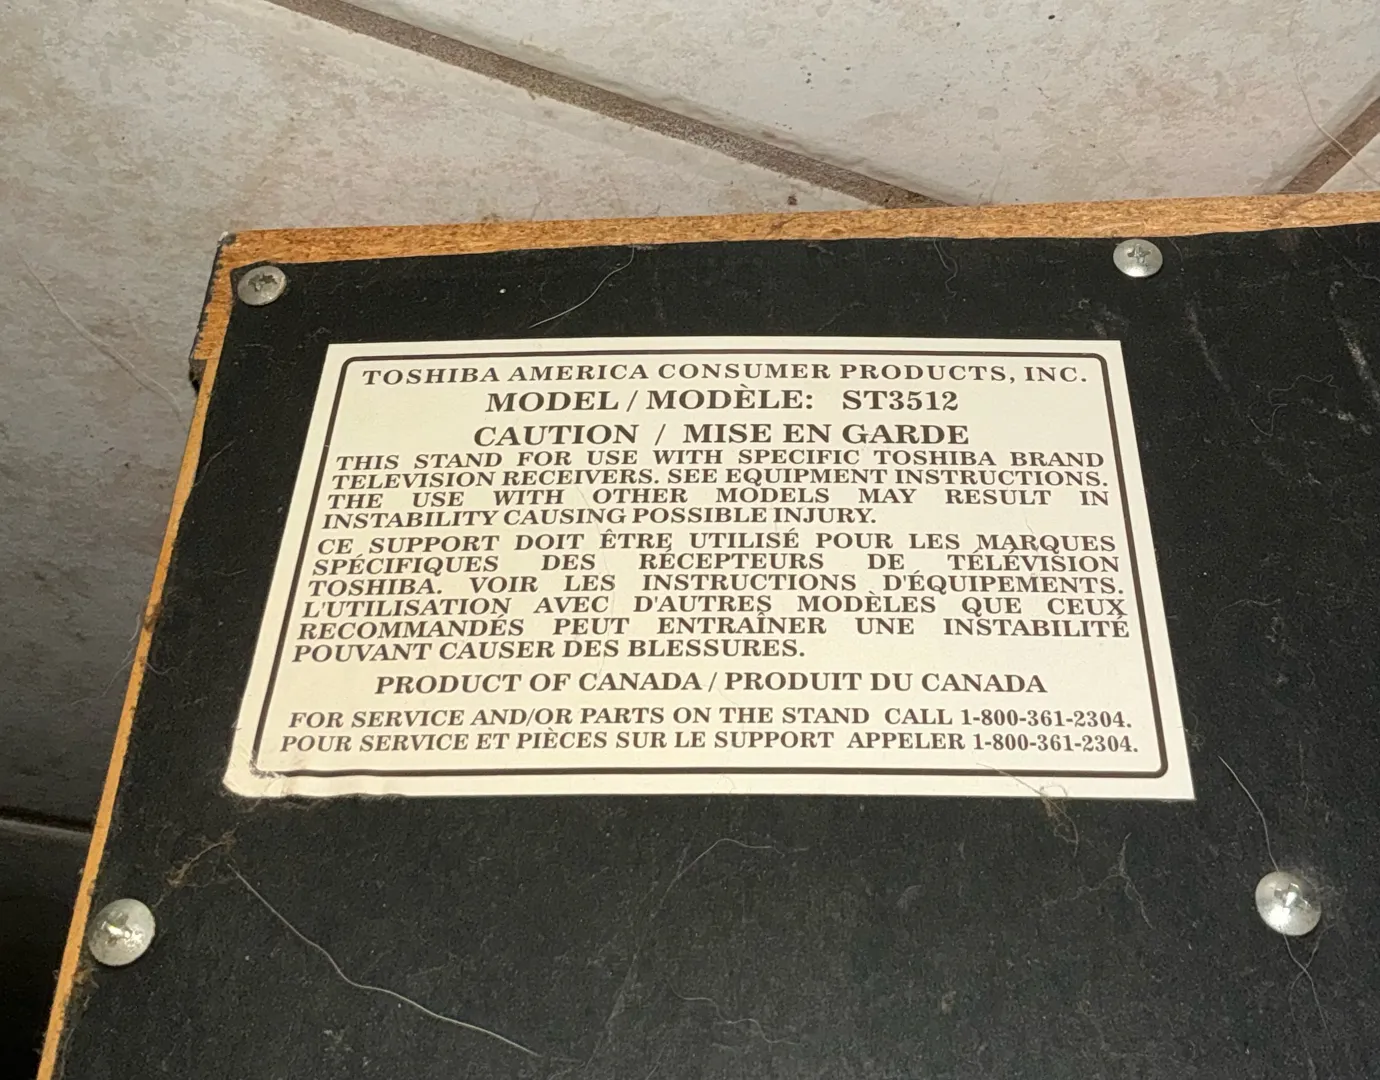 TOSHIBA AMERICA CONSUMER PRODUCTS, INC.
MODEL / MODÈLE: ST3512
CAUTION / MISE EN GARDE
THIS STAND FOR USE WITH SPECIFIC TOSHIBA BRAND
TELEVISION RECEIVERS. SEE EQUIPMENT INSTRUCTIONS.
THE USE WITH OTHER MODELS MAY RESULT IN
INSTABILITY CAUSING POSSIBLE INJURY.
CE SUPPORT DOIT ÊTRE UTILISÉ POUR LES MARQUES
SPÉCIFIQUES DES RÉCEPTEURS DE TÉLÉVISION
TOSHIBA. VOIR LES INSTRUCTIONS D'ÉQUIPEMENTS.
L'UTILISATION AVEC D'AUTRES MODÈLES QUE CEUX
RECOMMANDÉS PEUT ENTRAÎNER UNE INSTABILITÉ
POUVANT CAUSER DES BLESSURES.
PRODUCT OF CANADA / PRODUIT DU CANADA
FOR SERVICE AND/OR PARTS ON THE STAND CALL 1-800-361-2304.
POUR SERVICE ET PIÈCES SUR LE SUPPORT APPELER 1-800-361-2304.